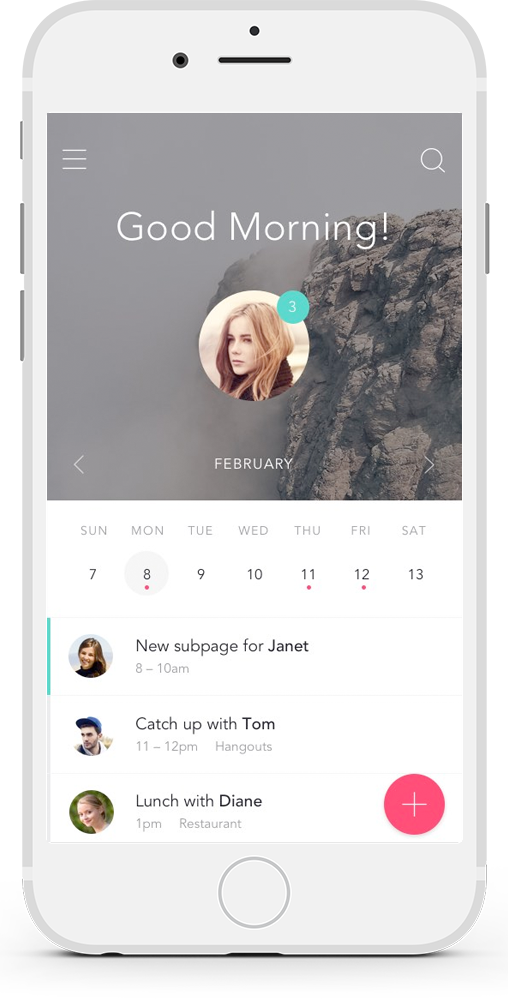 Good Morning!
3
FEBRUARY
SUN MON TUE WED THU FRI SAT
7 8 9 10 11 12 13
New subpage for Janet
8 – 10am
Catch up with Tom
11 – 12pm Hangouts
Lunch with Diane
1pm Restaurant